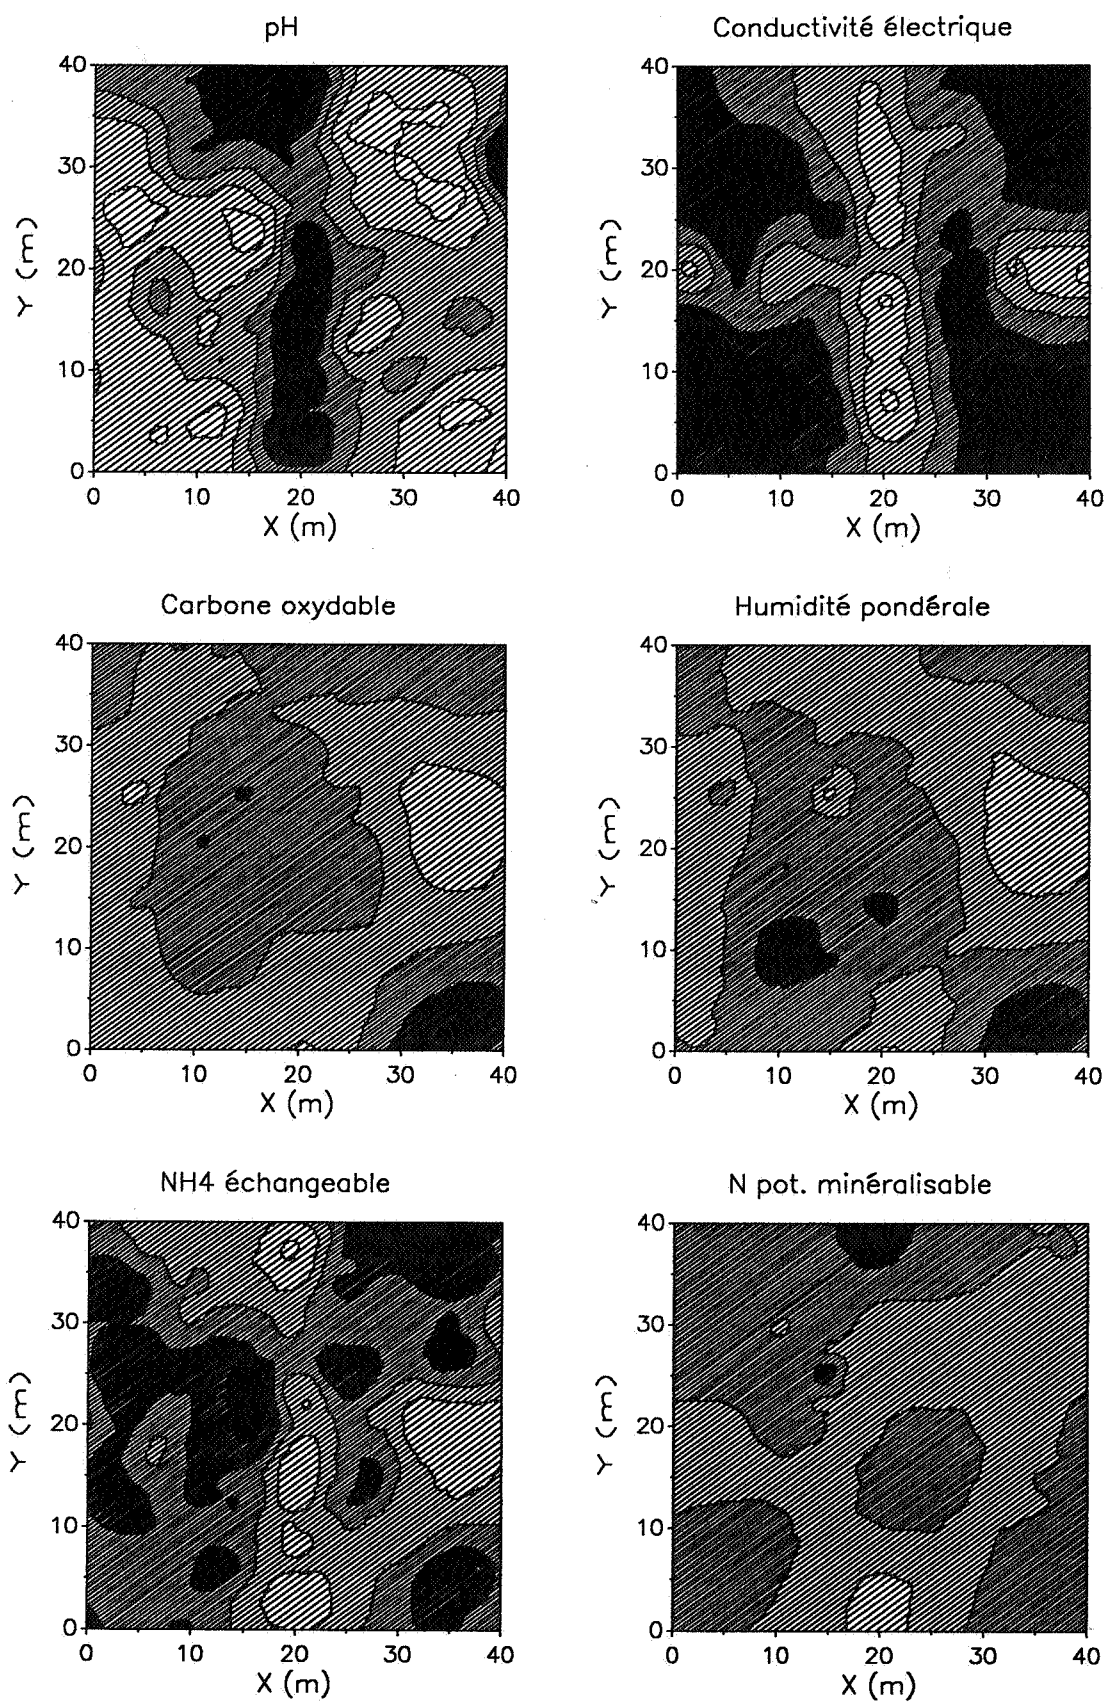 pH
Conductivité électrique
40
30
20
10
0
Y (m)
0 10 20 30 40
X (m)
40
30
20
10
0
Y (m)
0 10 20 30 40
X (m)
Carbone oxydable
Humidité pondérale
40
30
20
10
0
Y (m)
0 10 20 30 40
X (m)
40
30
20
10
0
Y (m)
0 10 20 30 40
X (m)
NH4 échangeable
N pot. minéralisable
40
30
20
10
0
Y (m)
0 10 20 30 40
X (m)
40
30
20
10
0
Y (m)
0 10 20 30 40
X (m)